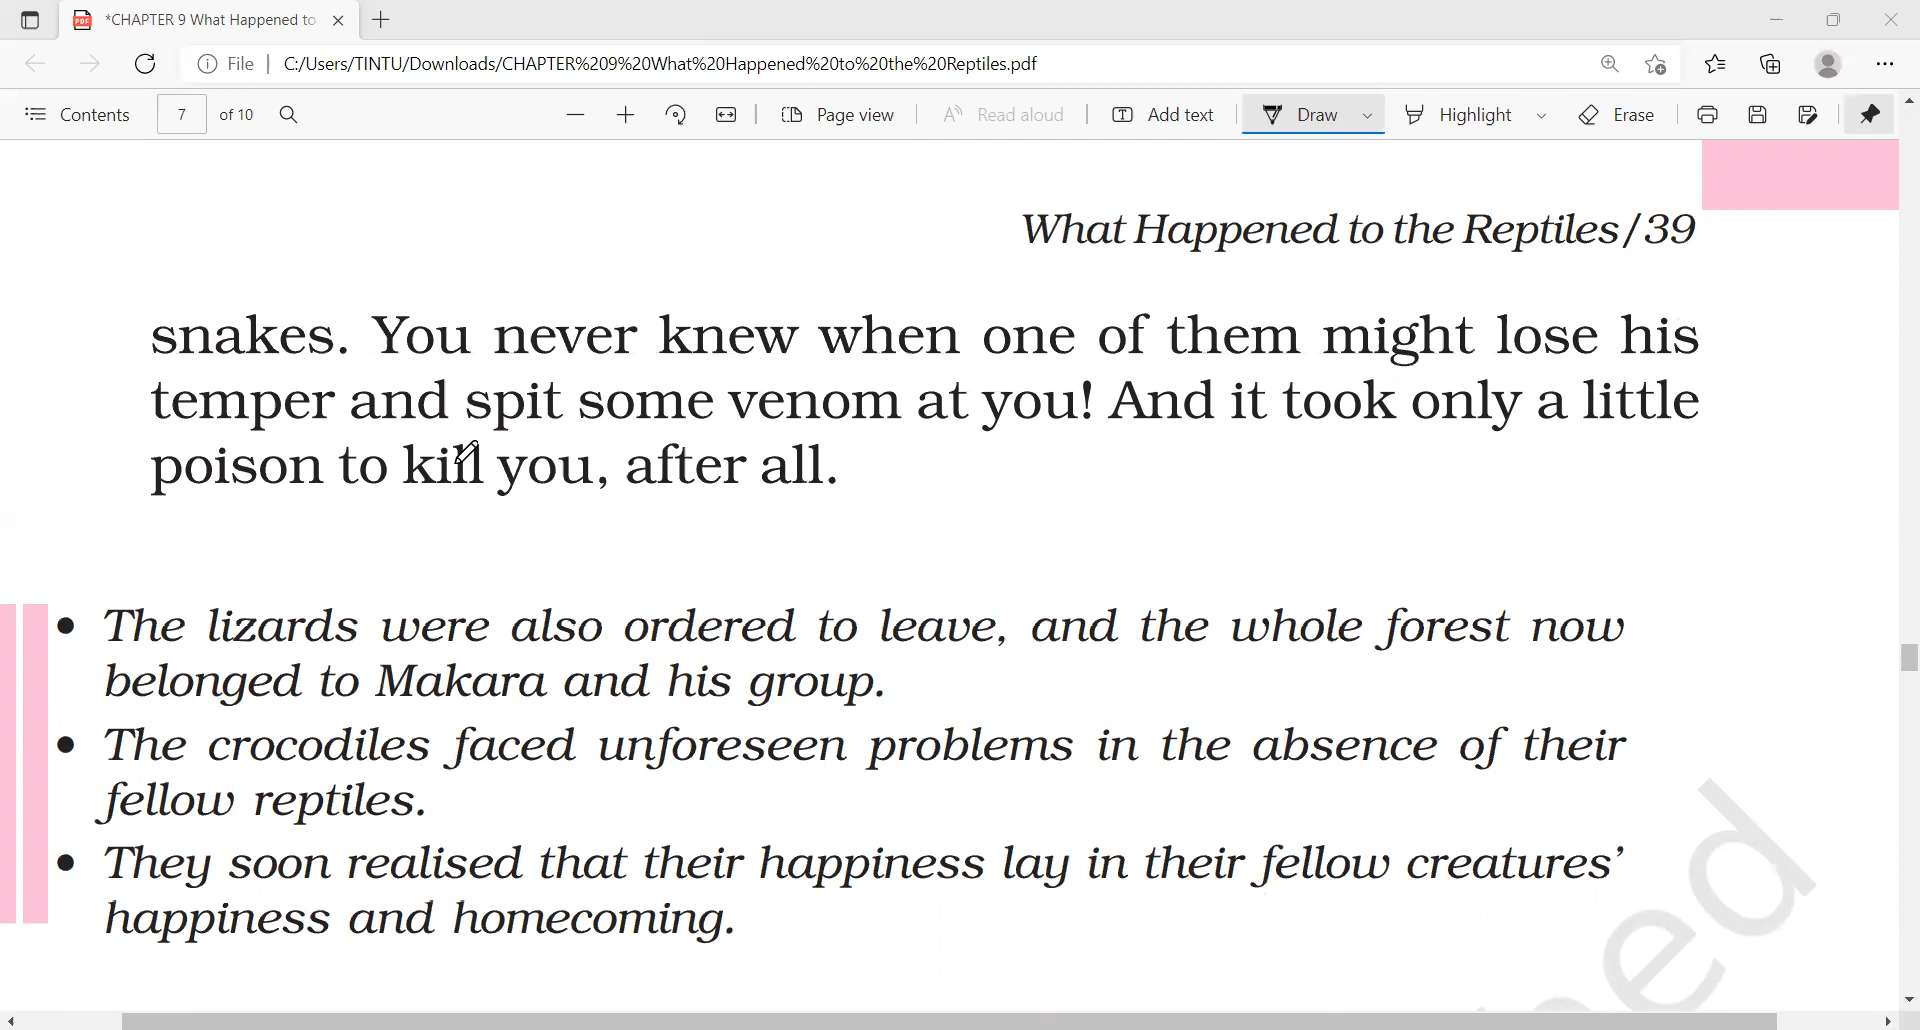 *CHAPTER 9 What Happened to
File
C:/Users/TINTU/Downloads/CHAPTER%209%20What%20Happened%20to%20the%20Reptiles.pdf
Contents 7 of 10 Page view Read aloud Add text Draw Highlight Erase
What Happened to the Reptiles/39
snakes. You never knew when one of them might lose his
temper and spit some venom at you! And it took only a little
poison to kill you, after all.
• The lizards were also ordered to leave, and the whole forest now
belonged to Makara and his group.
• The crocodiles faced unforeseen problems in the absence of their
fellow reptiles.
• They soon realised that their happiness lay in their fellow creatures’
happiness and homecoming.